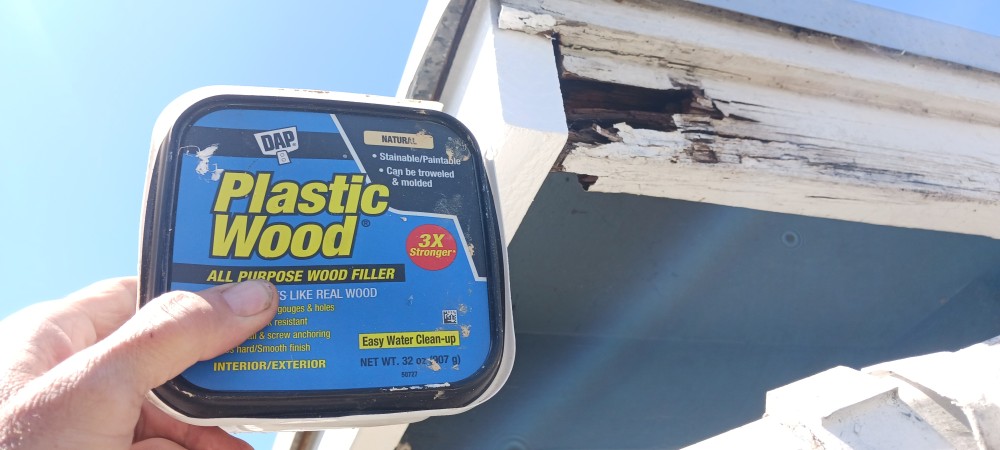 DAP
NATURAL
• Stainable/Paintable
• Can be troweled
& molded
Plastic
Wood®
3X
Stronger*
ALL PURPOSE WOOD FILLER
LIKE REAL WOOD
gouges & holes
resistant
& screw anchoring
hard/Smooth finish
Easy Water Clean-up
INTERIOR/EXTERIOR
NET WT. 32 oz (907 g)